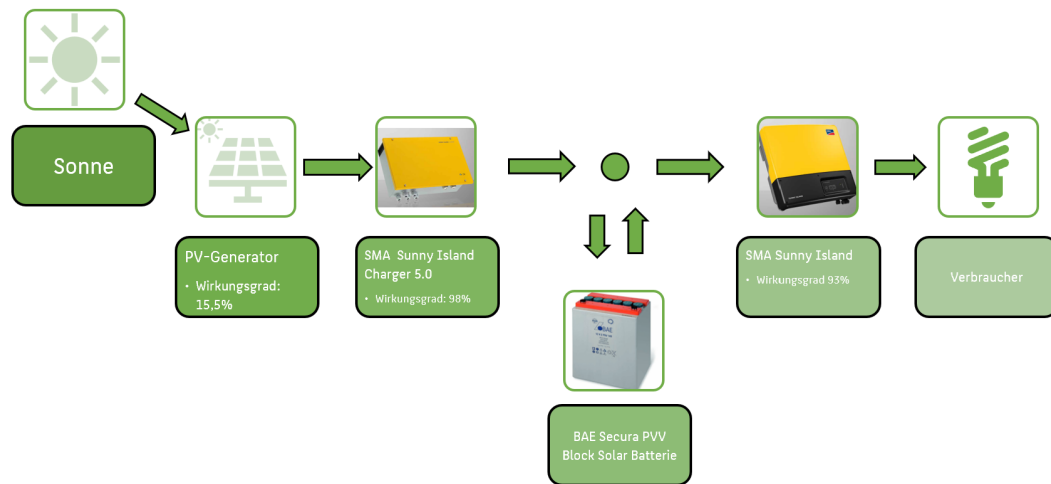 Sonne
PV-Generator
• Wirkungsgrad:
15,5%
SMA Sunny Island
Charger 5.0
• Wirkungsgrad: 98%
BAE
BAE Secura PVV
Block Solar Batterie
SMA Sunny Island
• Wirkungsgrad 93%
Verbraucher